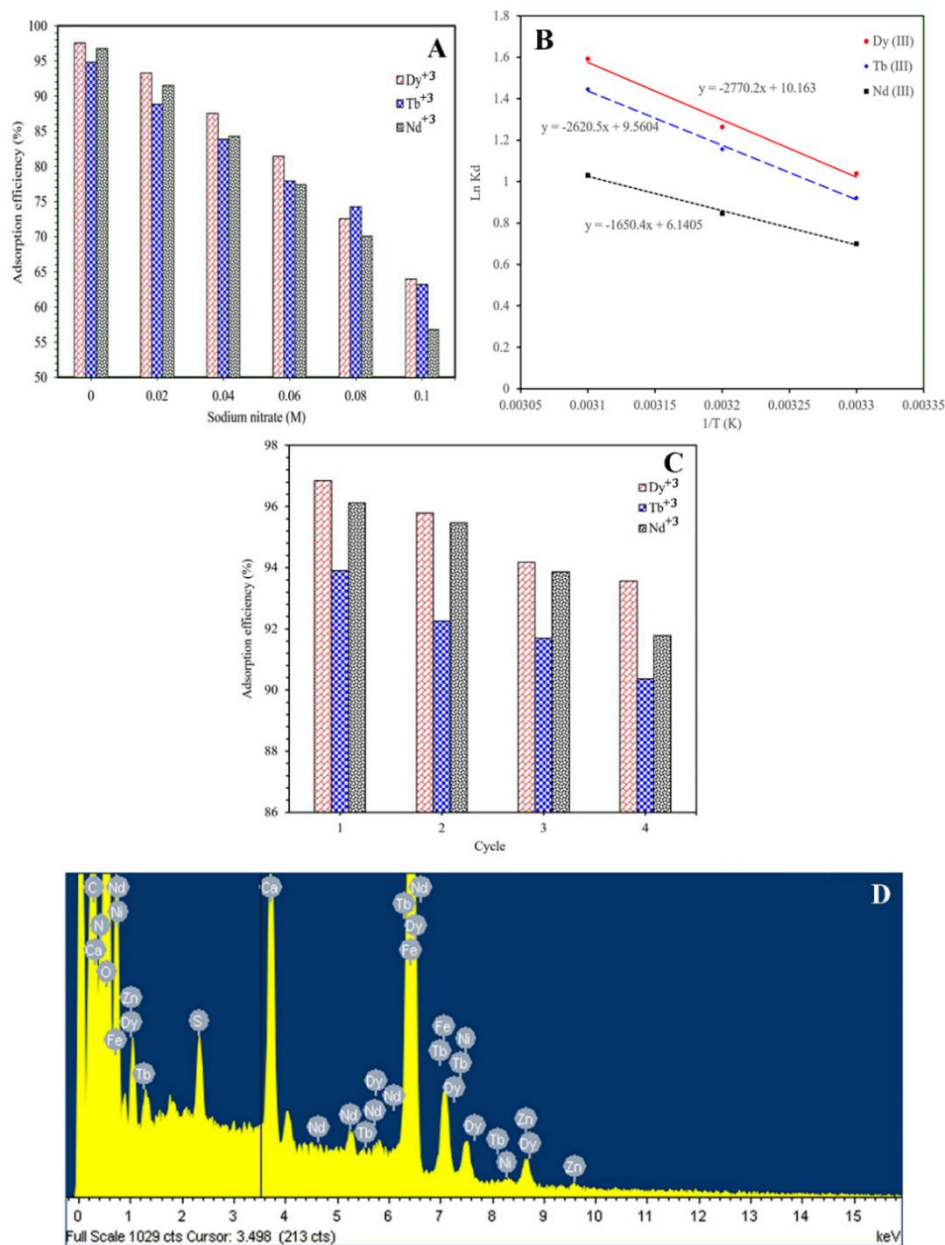 A
Adsorption efficiency (%)
100
95
90
85
80
75
70
65
60
55
50
Dy+3
Tb+3
Nd+3
0 0.02 0.04 0.06 0.08 0.1
Sodium nitrate (M)
B
Ln Kd
1.8
1.6
1.4
1.2
1
0.8
0.6
0.4
0.2
0
Dy (III)
Tb (III)
Nd (III)
y = -2770.2x + 10.163
y = -2620.5x + 9.5604
y = -1650.4x + 6.1405
0.00305 0.0031 0.00315 0.0032 0.00325 0.0033 0.00335
1/T (K)
C
Adsorption efficiency (%)
98
96
94
92
90
88
86
Dy+3
Tb+3
Nd+3
1 2 3 4
Cycle
D
C Nd Ca Nd
Ni Tb
N Dy
Ca Fe
O
Zn Fe
Dy S Ni
Fe Tb
Tb
Tb Dy Dy Zn
Nd Nd
Nd Tb Dy Tb Dy
Ni Zn
0 1 2 3 4 5 6 7 8 9 10 11 12 13 14 15
Full Scale 1029 cts Cursor: 3.498 (213 cts) keV